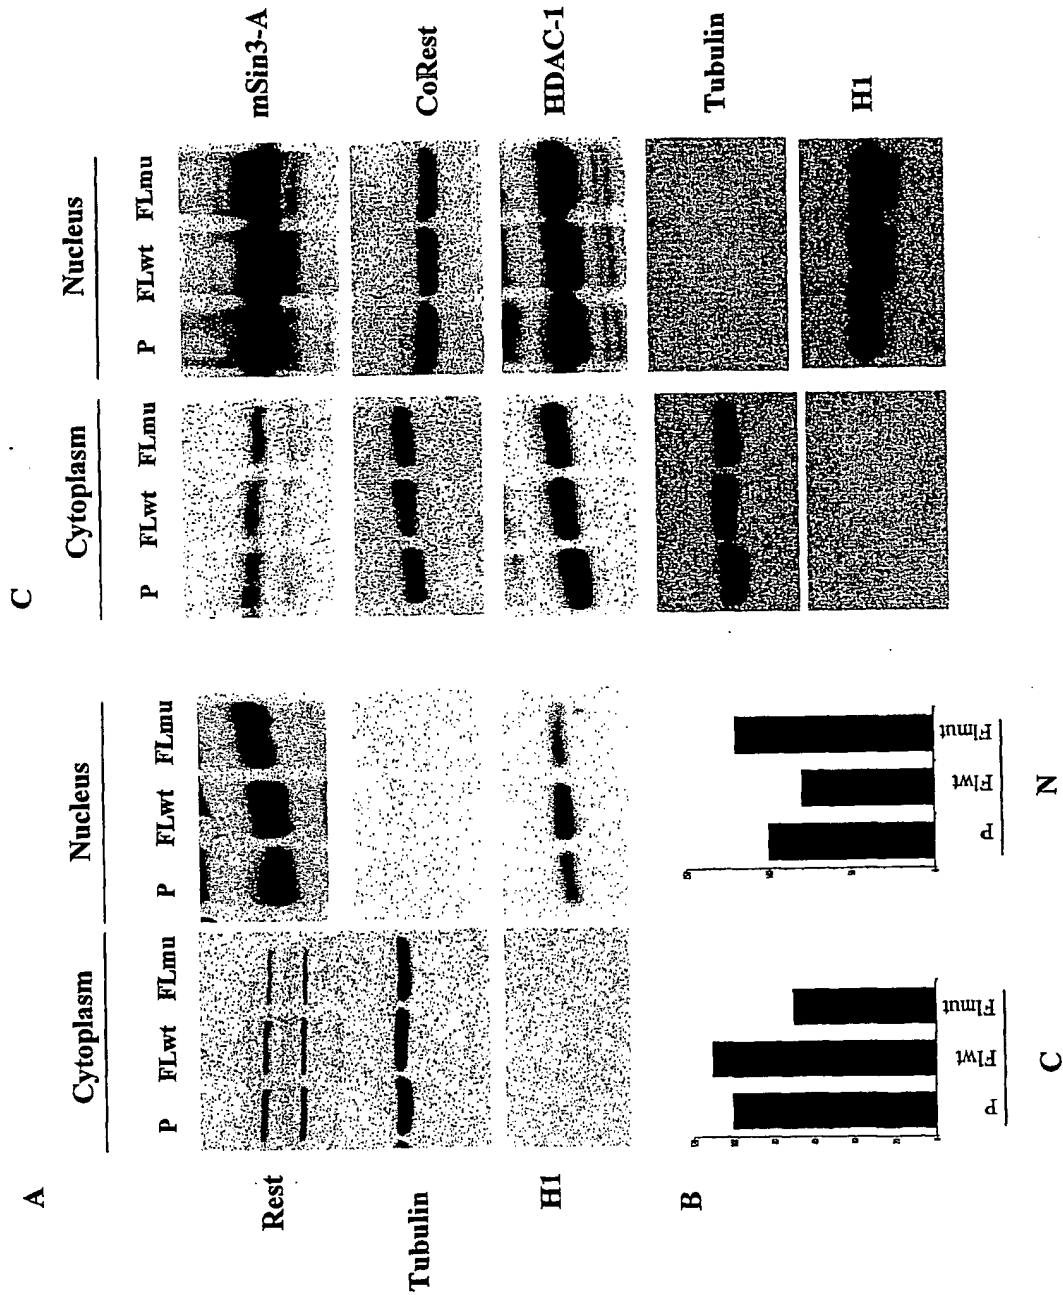 A
Cytoplasm
Nucleus
P FLwt FLmu
P FLwt FLmu
Rest
Tubulin
H1
B
P
Flwt
Flmut
C
P
Flwt
Flmut
N
C
Cytoplasm
Nucleus
P FLwt FLmu
P FLwt FLmu
mSin3-A
CoRest
HDAC-1
Tubulin
H1